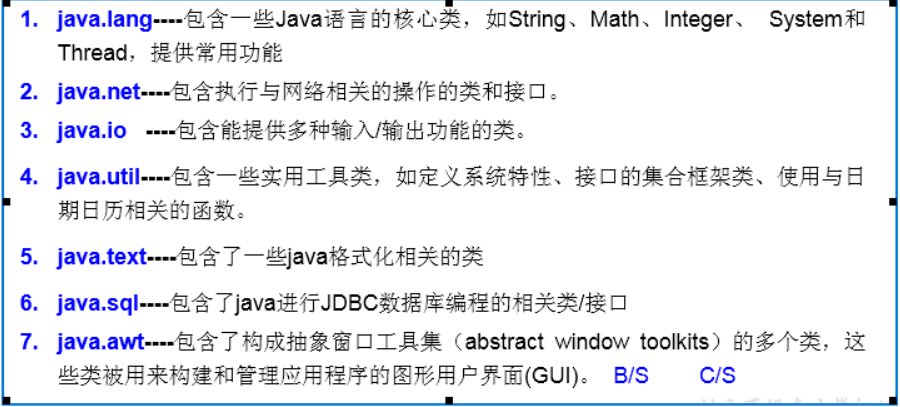 1. java.lang----包含一些Java语言的核心类，如String、Math、Integer、 System和
Thread，提供常用功能
2. java.net----包含执行与网络相关的操作的类和接口。
3. java.io ----包含能提供多种输入/输出功能的类。
4. java.util----包含一些实用工具类，如定义系统特性、接口的集合框架类、使用与日
期日历相关的函数。
5. java.text----包含了一些java格式化相关的类
6. java.sql----包含了java进行JDBC数据库编程的相关类/接口
7. java.awt----包含了构成抽象窗口工具集（abstract window toolkits）的多个类，这
些类被用来构建和管理应用程序的图形用户界面(GUI)。 B/S C/S